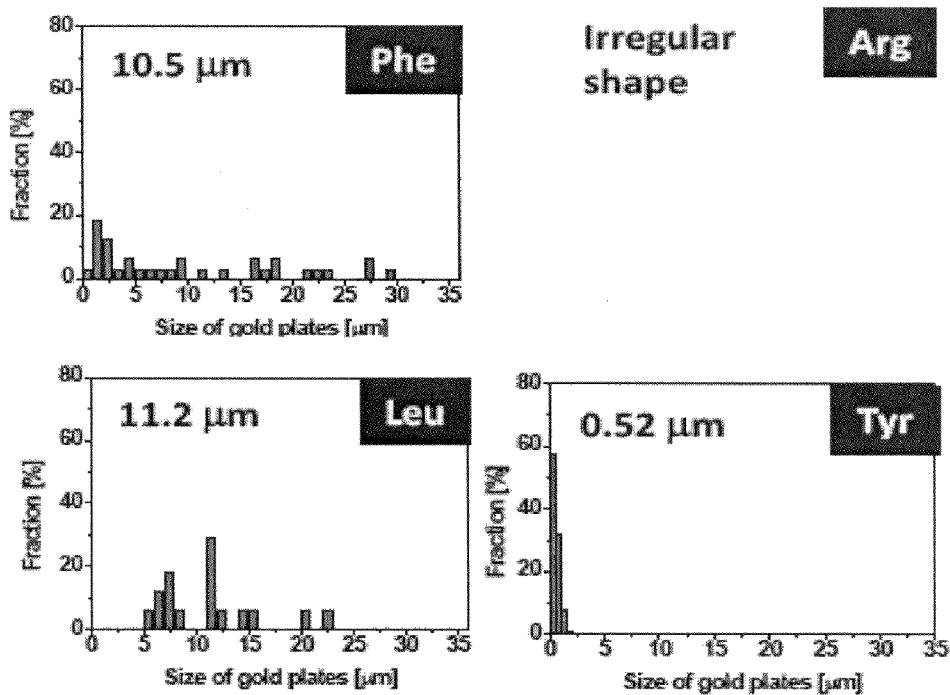 80
60
40
20
0
Fraction [%]
10.5 μm
Phe
0 5 10 15 20 25 30 35
Size of gold plates [μm]
Irregular
shape
Arg
80
60
40
20
0
Fraction [%]
11.2 μm
Leu
0 5 10 15 20 25 30 35
Size of gold plates [μm]
80
60
40
20
0
Fraction [%]
0.52 μm
Tyr
0 5 10 15 20 25 30 35
Size of gold plates [μm]